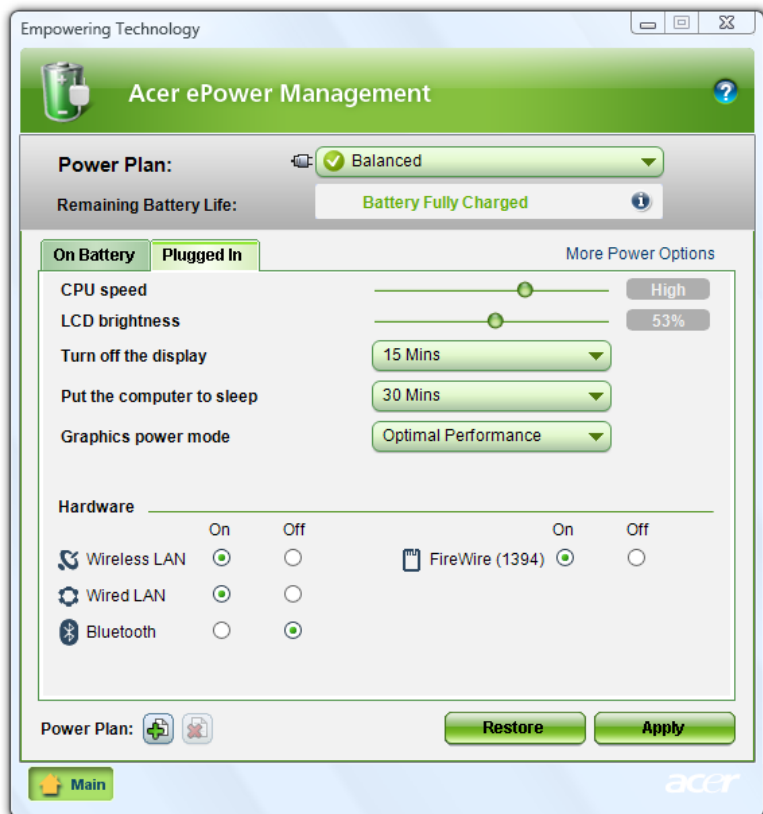 Empowering Technology
Acer ePower Management
?
Power Plan: Balanced
Remaining Battery Life: Battery Fully Charged i
On Battery Plugged In More Power Options
CPU speed High
LCD brightness 53%
Turn off the display 15 Mins
Put the computer to sleep 30 Mins
Graphics power mode Optimal Performance
Hardware
On Off On Off
Wireless LAN FireWire (1394)
Wired LAN
Bluetooth
Power Plan: Restore Apply
Main acer